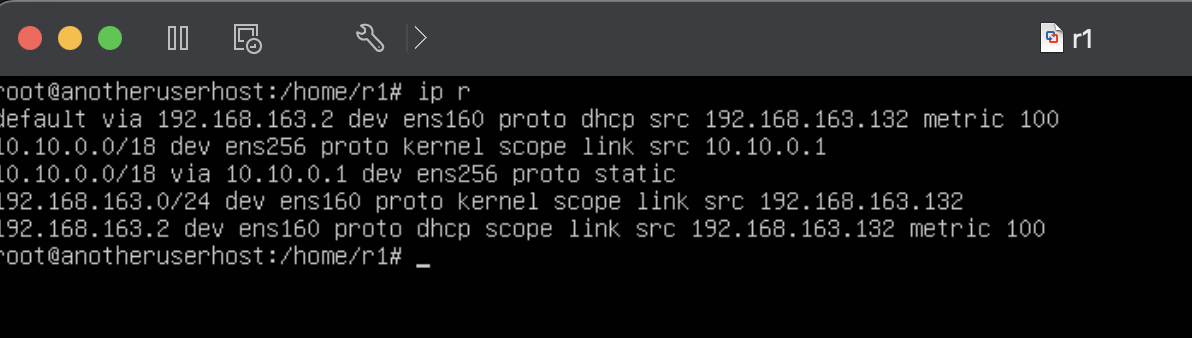 r1
root@anotheruserhost:/home/r1# ip r
default via 192.168.163.2 dev ens160 proto dhcp src 192.168.163.132 metric 100
10.10.0.0/18 dev ens256 proto kernel scope link src 10.10.0.1
10.10.0.0/18 via 10.10.0.1 dev ens256 proto static
192.168.163.0/24 dev ens160 proto kernel scope link src 192.168.163.132
192.168.163.2 dev ens160 proto dhcp scope link src 192.168.163.132 metric 100
root@anotheruserhost:/home/r1# _